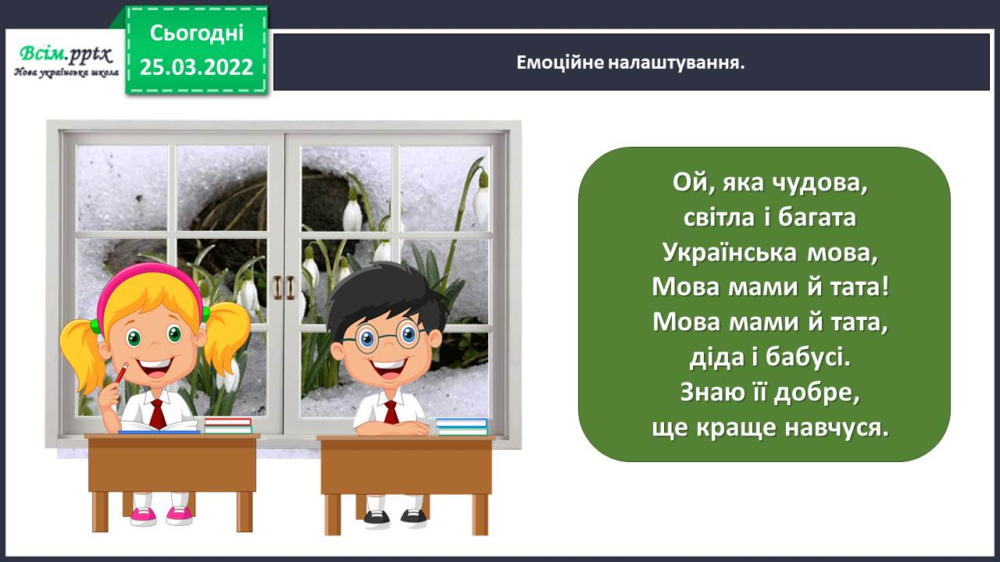 Сьогодні
25.03.2022
Всім.pptx
Нова українська школа
Емоційне налаштування.
Ой, яка чудова,
світла і багата
Українська мова,
Мова мами й тата!
Мова мами й тата,
діда і бабусі.
Знаю її добре,
ще краще навчуся.